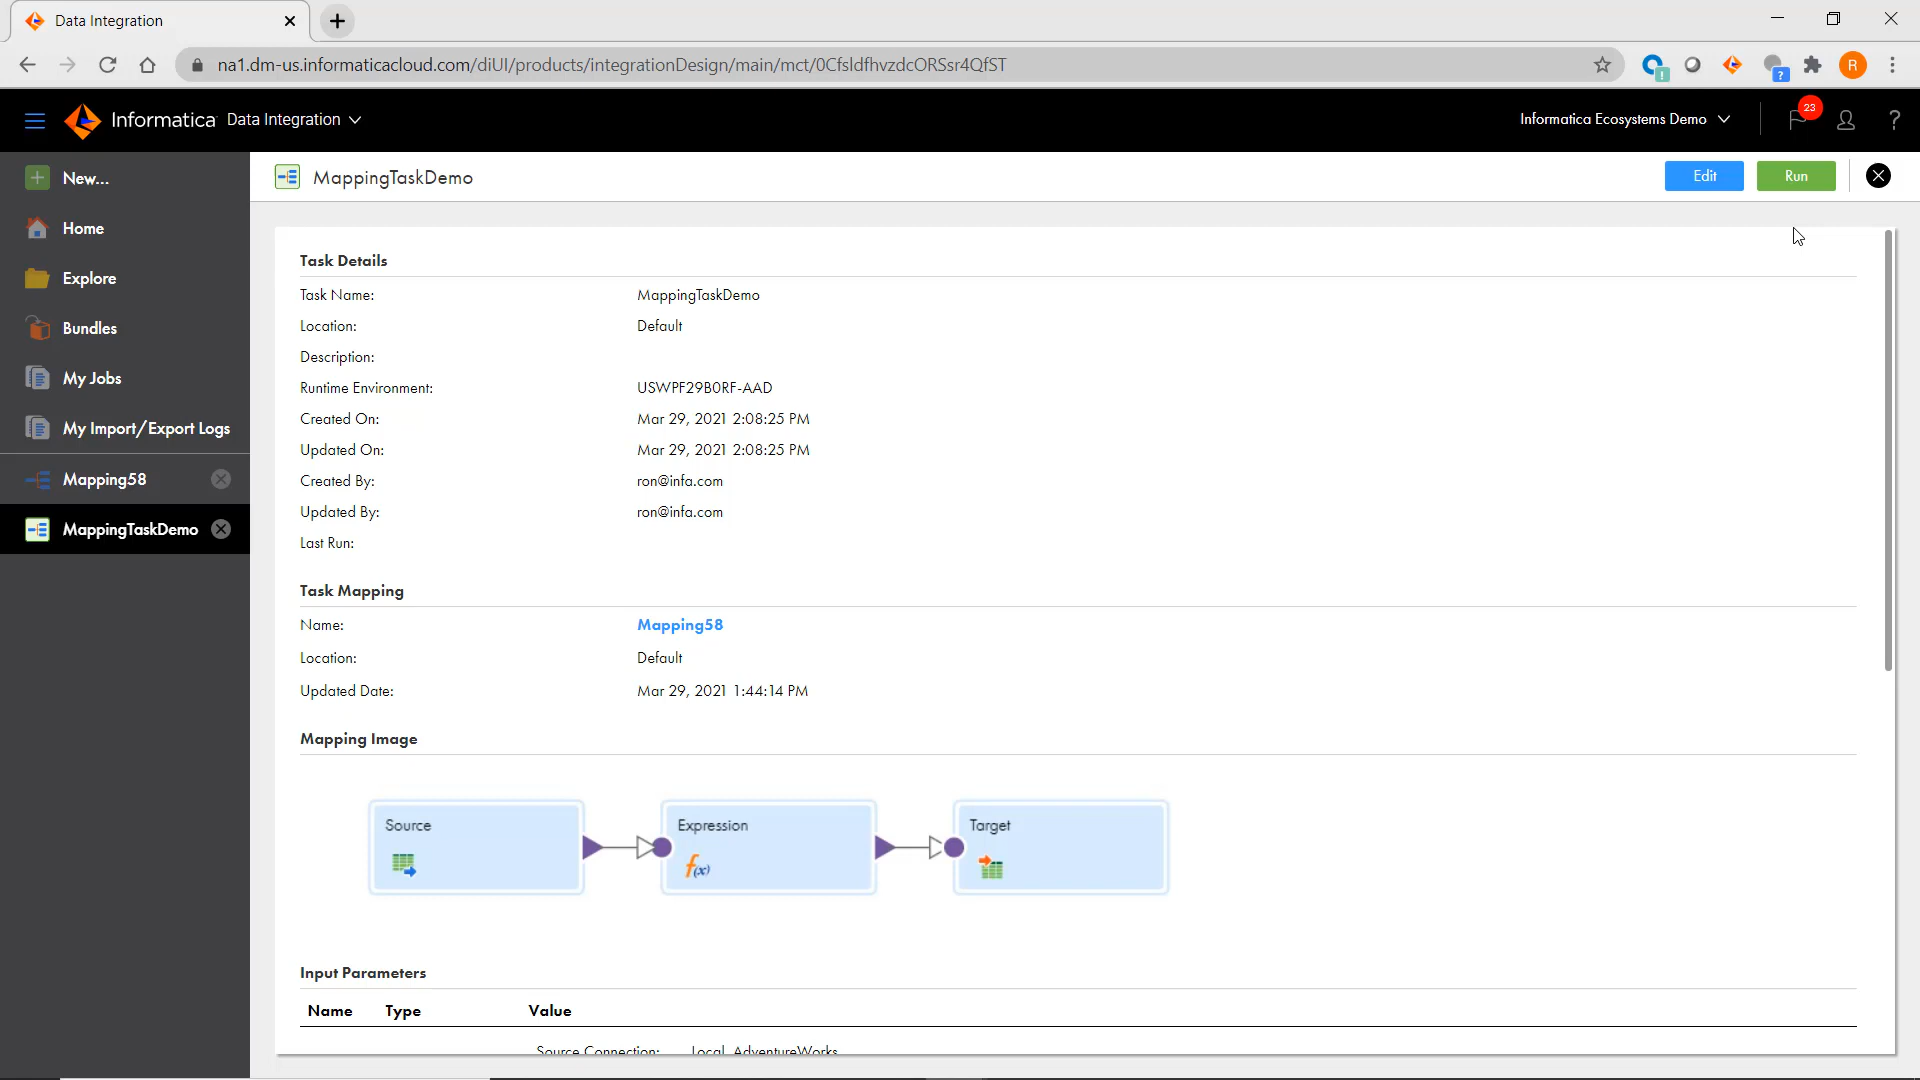 Data Integration
na1.dm-us.informaticacloud.com/diUI/products/integrationDesign/main/mct/0CfsldfhvzdcORSsr4QfST
R
Informatica Data Integration
Informatica Ecosystems Demo
23
?
New...
Home
Explore
Bundles
My Jobs
My Import/Export Logs
Mapping58
MappingTaskDemo
MappingTaskDemo
Edit
Run
Task Details
Task Name: MappingTaskDemo
Location: Default
Description:
Runtime Environment: USWPF29B0RF-AAD
Created On: Mar 29, 2021 2:08:25 PM
Updated On: Mar 29, 2021 2:08:25 PM
Created By: ron@infa.com
Updated By: ron@infa.com
Last Run:
Task Mapping
Name: Mapping58
Location: Default
Updated Date: Mar 29, 2021 1:44:14 PM
Mapping Image
Source
Expression
f(x)
Target
Input Parameters
Name Type Value
Source Connection: Local_AdventureWorks